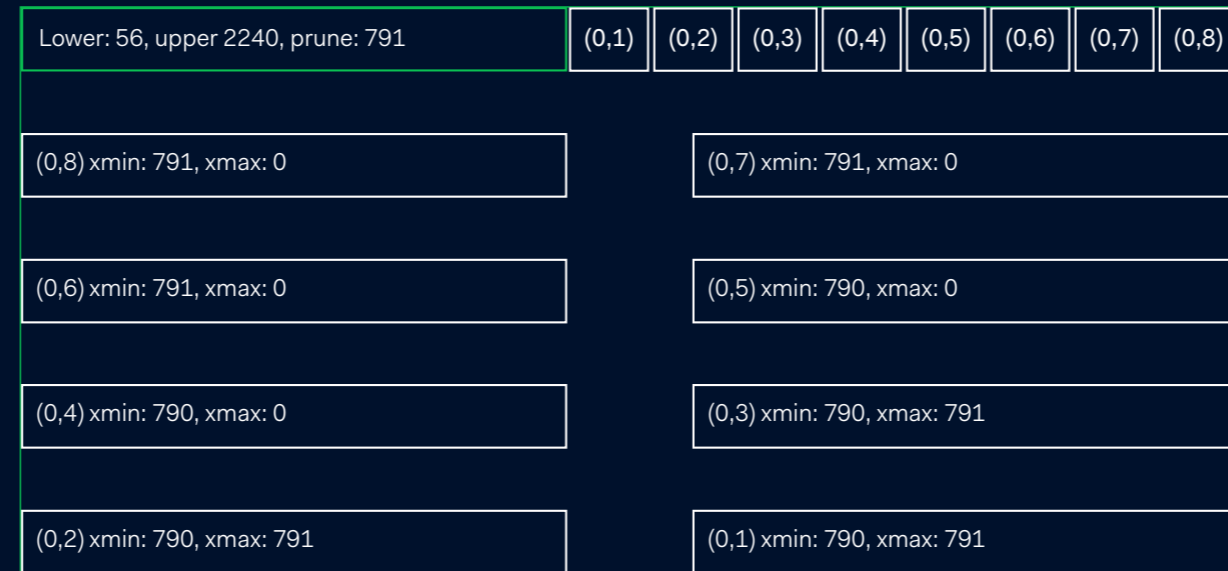 Lower: 56, upper 2240, prune: 791 (0,1) (0,2) (0,3) (0,4) (0,5) (0,6) (0,7) (0,8)
(0,8) xmin: 791, xmax: 0 (0,7) xmin: 791, xmax: 0
(0,6) xmin: 791, xmax: 0 (0,5) xmin: 790, xmax: 0
(0,4) xmin: 790, xmax: 0 (0,3) xmin: 790, xmax: 791
(0,2) xmin: 790, xmax: 791 (0,1) xmin: 790, xmax: 791